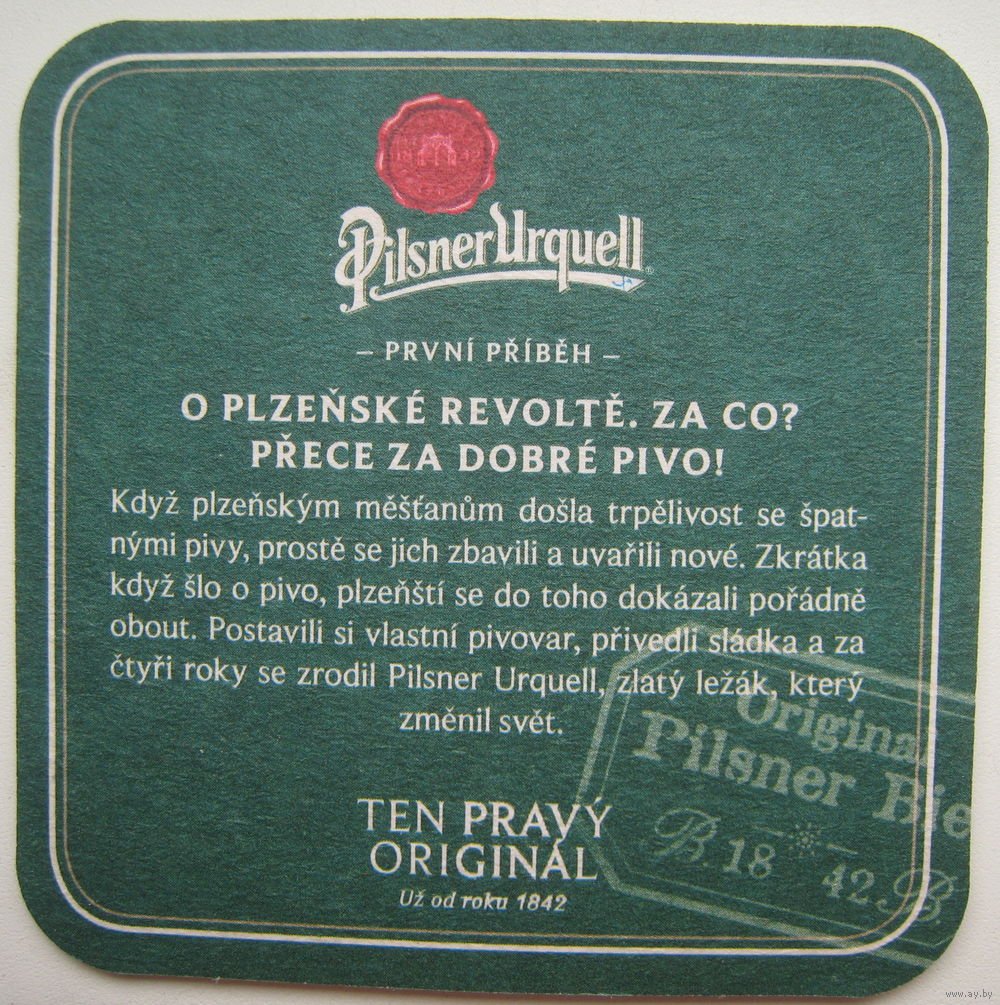 Pilsner Urquell
– PRVNÍ PŘÍBĚH –
O PLZEŇSKÉ REVOLTĚ. ZA CO?
PŘECE ZA DOBRÉ PIVO!
Když plzeňským měšťanům došla trpělivost se špat-
nými pivy, prostě se jich zbavili a uvařili nové. Zkrátka
když šlo o pivo, plzeňští se do toho dokázali pořádně
obout. Postavili si vlastní pivovar, přivedli sládka a za
čtyři roky se zrodil Pilsner Urquell, zlatý ležák, který
změnil svět.
Original
Pilsner Bie
B 18 – 42 B
TEN PRAVÝ
ORIGINÁL
Už od roku 1842
www.ay.by